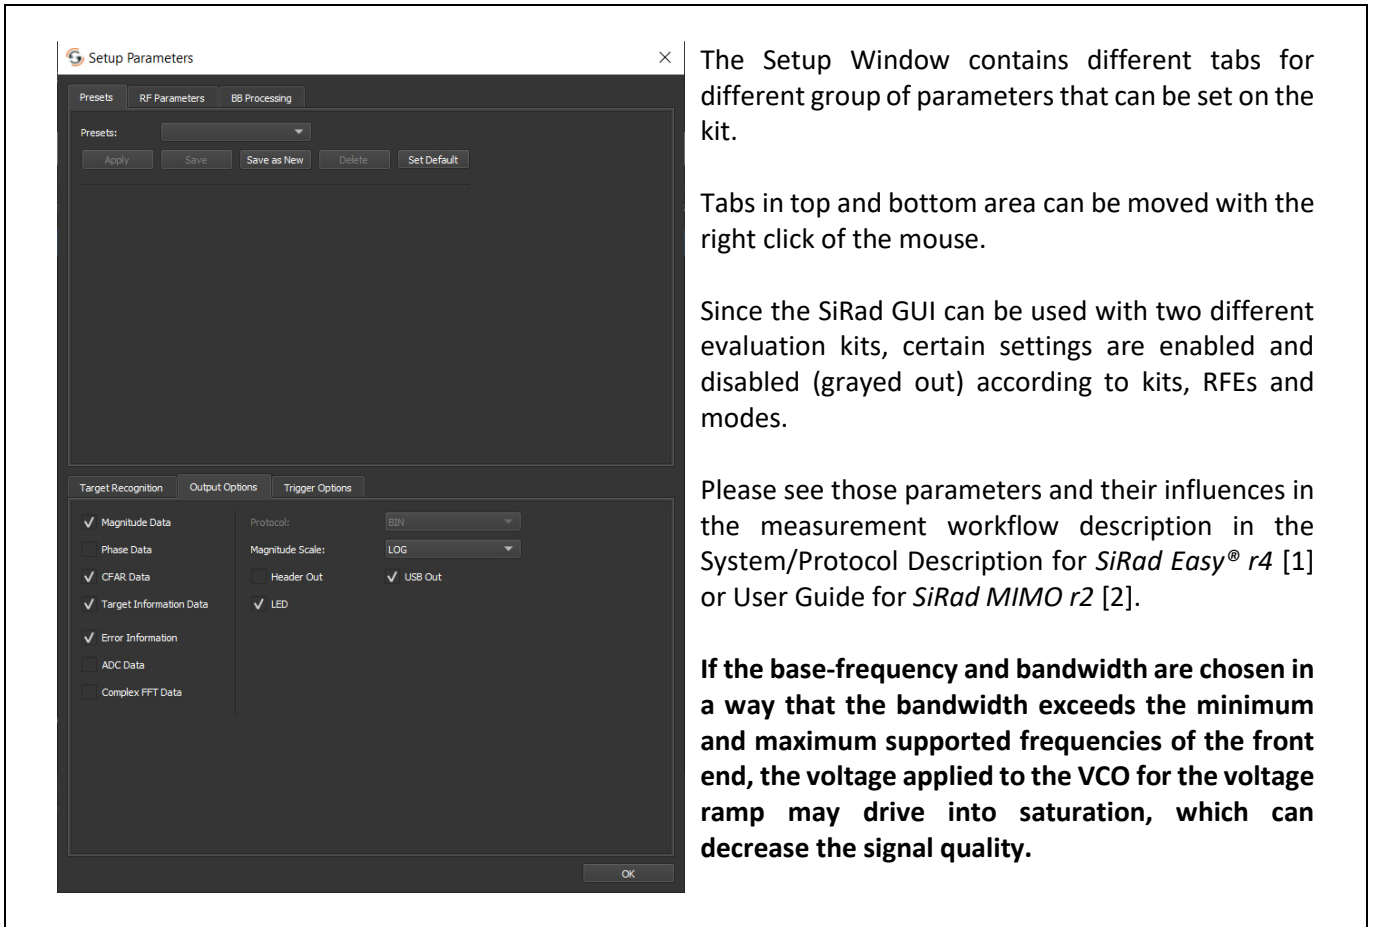 Setup Parameters
Presets RF Parameters BB Processing
Presets:
Apply Save Save as New Delete Set Default
Target Recognition Output Options Trigger Options
Magnitude Data Protocol: BIN
Phase Data Magnitude Scale: LOG
CFAR Data Header Out USB Out
Target Information Data LED
Error Information
ADC Data
Complex FFT Data
OK
The Setup Window contains different tabs for
different group of parameters that can be set on the
kit.
Tabs in top and bottom area can be moved with the
right click of the mouse.
Since the SiRad GUI can be used with two different
evaluation kits, certain settings are enabled and
disabled (grayed out) according to kits, RFEs and
modes.
Please see those parameters and their influences in
the measurement workflow description in the
System/Protocol Description for SiRad Easy® r4 [1]
or User Guide for SiRad MIMO r2 [2].
If the base-frequency and bandwidth are chosen in
a way that the bandwidth exceeds the minimum
and maximum supported frequencies of the front
end, the voltage applied to the VCO for the voltage
ramp may drive into saturation, which can
decrease the signal quality.